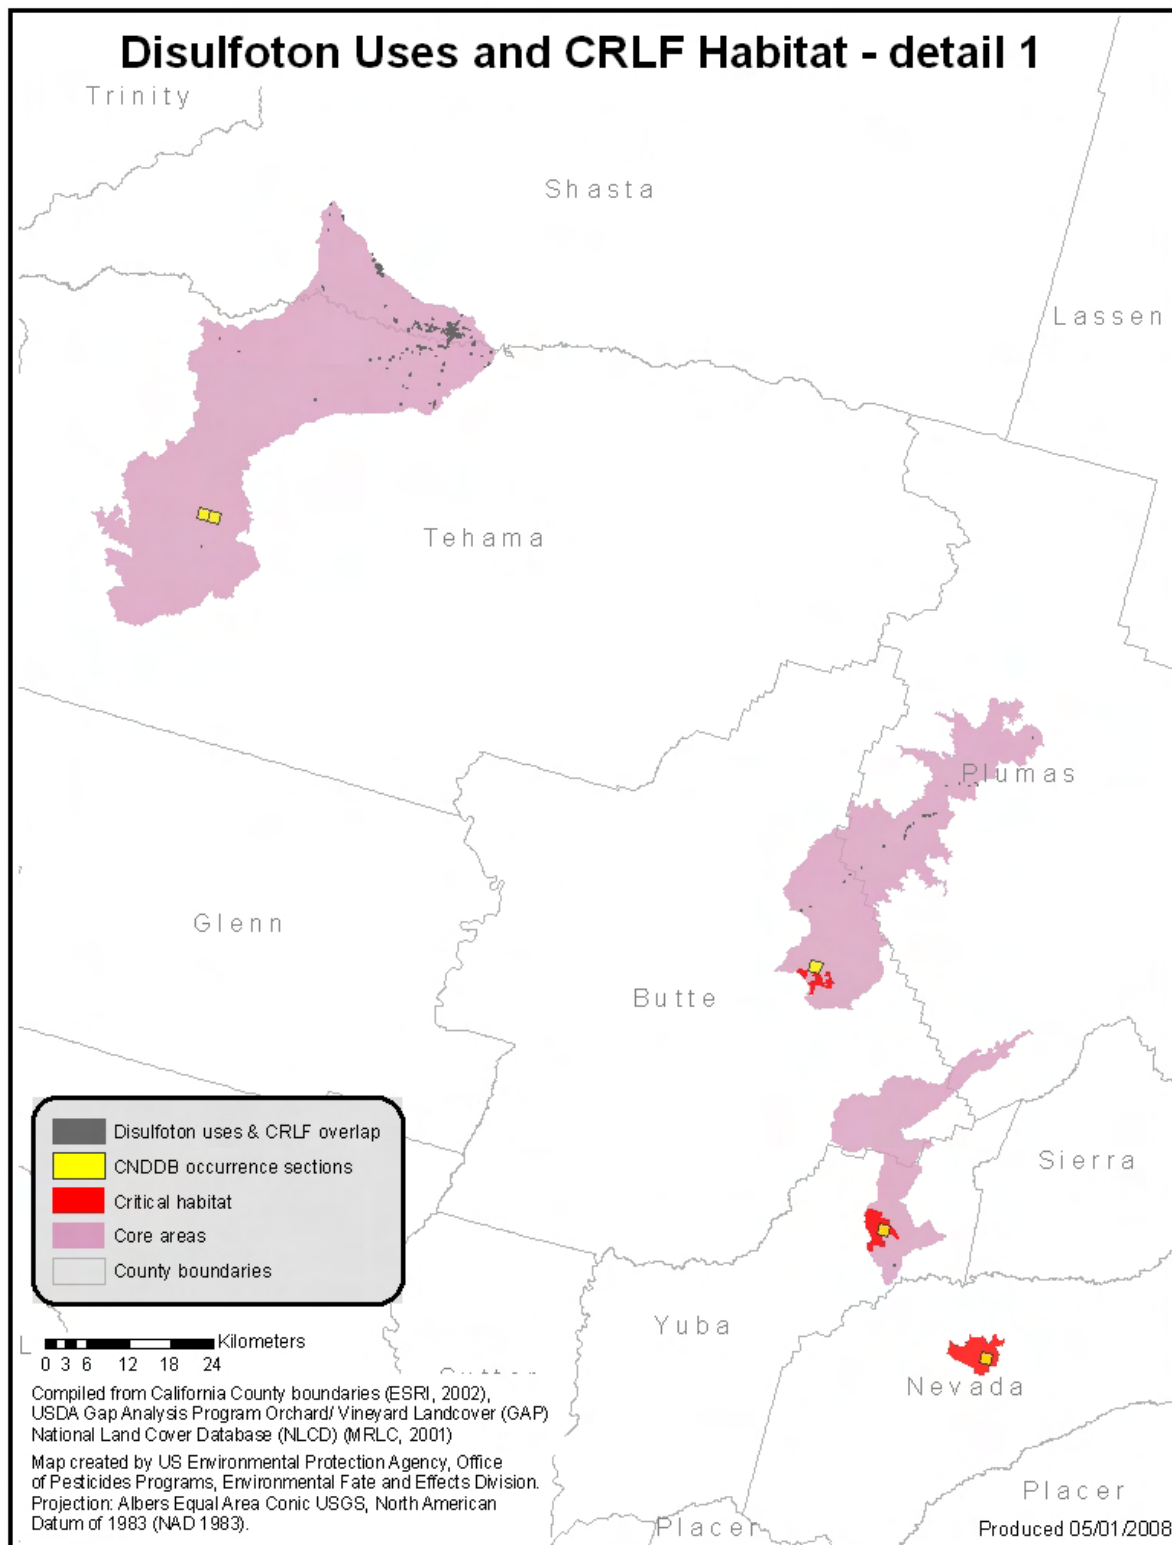 Disulfoton Uses and CRLF Habitat - detail 1
Trinity
Shasta
Lassen
Tehama
Plumas
Glenn
Butte
Sierra
Yuba
Nevada
Placer
Placer
Disulfoton uses & CRLF overlap
CNDDB occurrence sections
Critical habitat
Core areas
County boundaries
L
Kilometers
0 3 6 12 18 24
Compiled from California County boundaries (ESRI, 2002),
USDA Gap Analysis Program Orchard/ Vineyard Landcover (GAP)
National Land Cover Database (NLCD) (MRLC, 2001)
Map created by US Environmental Protection Agency, Office
of Pesticides Programs, Environmental Fate and Effects Division.
Projection: Albers Equal Area Conic USGS, North American
Datum of 1983 (NAD 1983).
Produced 05/01/2008